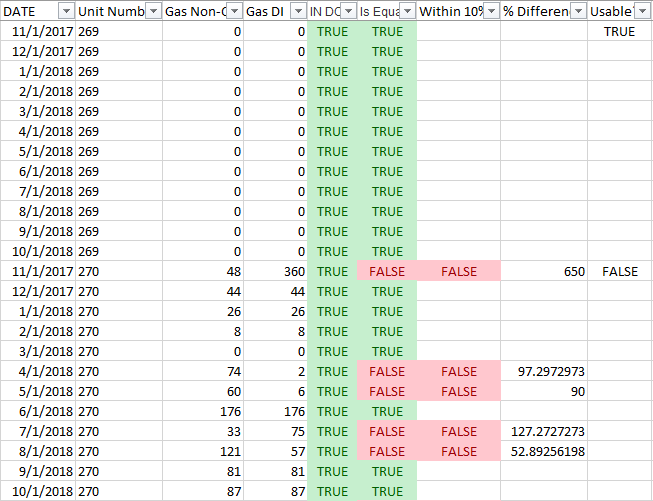 DATE Unit Numb Gas Non-C Gas DI IN DC Is Equa Within 10% % Differen Usable
11/1/2017 269 0 0 TRUE TRUE TRUE
12/1/2017 269 0 0 TRUE TRUE
1/1/2018 269 0 0 TRUE TRUE
2/1/2018 269 0 0 TRUE TRUE
3/1/2018 269 0 0 TRUE TRUE
4/1/2018 269 0 0 TRUE TRUE
5/1/2018 269 0 0 TRUE TRUE
6/1/2018 269 0 0 TRUE TRUE
7/1/2018 269 0 0 TRUE TRUE
8/1/2018 269 0 0 TRUE TRUE
9/1/2018 269 0 0 TRUE TRUE
10/1/2018 269 0 0 TRUE TRUE
11/1/2017 270 48 360 TRUE FALSE FALSE 650 FALSE
12/1/2017 270 44 44 TRUE TRUE
1/1/2018 270 26 26 TRUE TRUE
2/1/2018 270 8 8 TRUE TRUE
3/1/2018 270 0 0 TRUE TRUE
4/1/2018 270 74 2 TRUE FALSE FALSE 97.2972973
5/1/2018 270 60 6 TRUE FALSE FALSE 90
6/1/2018 270 176 176 TRUE TRUE
7/1/2018 270 33 75 TRUE FALSE FALSE 127.2727273
8/1/2018 270 121 57 TRUE FALSE FALSE 52.89256198
9/1/2018 270 81 81 TRUE TRUE
10/1/2018 270 87 87 TRUE TRUE